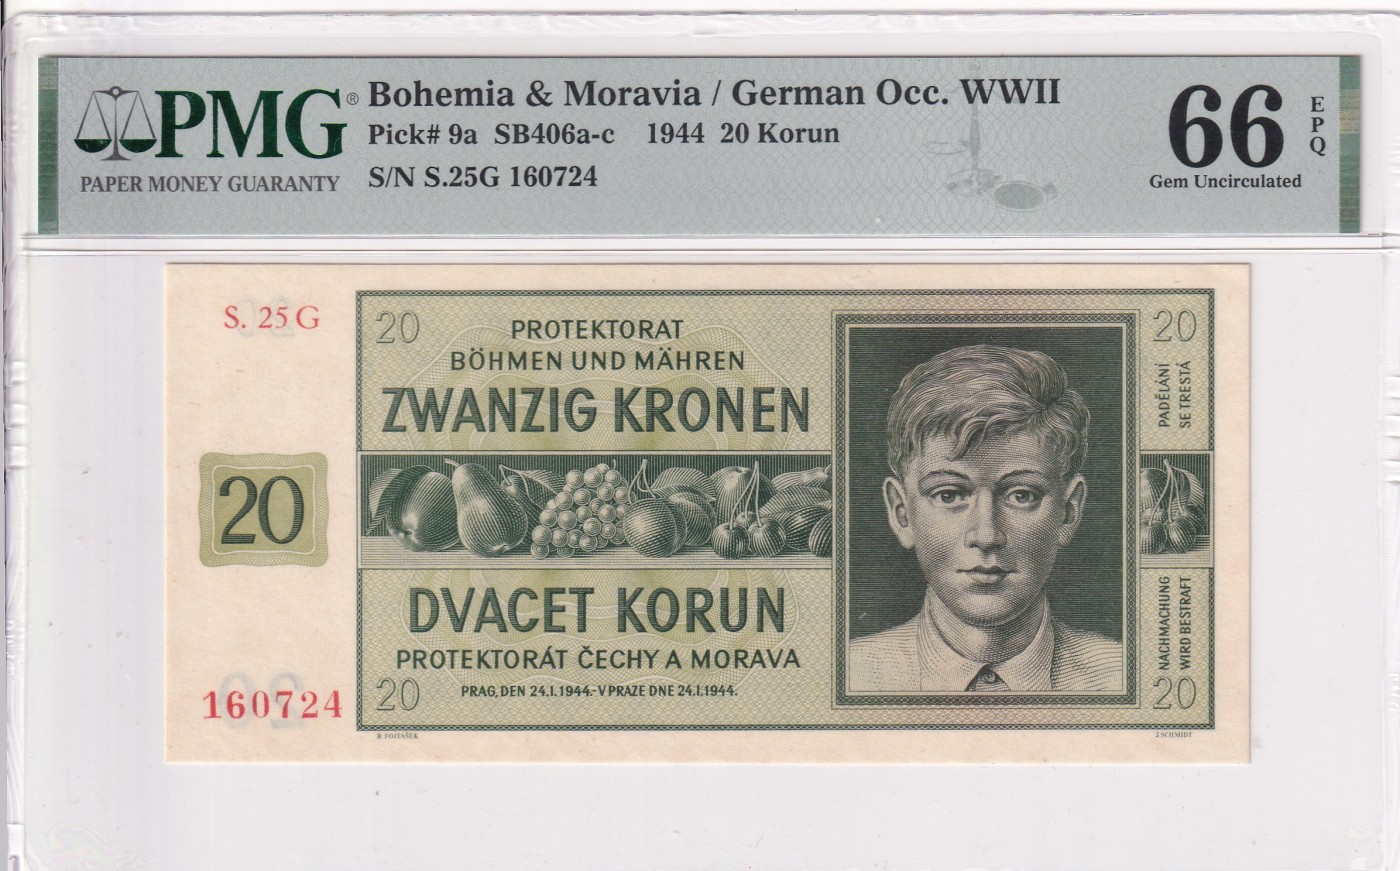 PMG®
PAPER MONEY GUARANTY
Bohemia & Moravia / German Occ. WWII
Pick# 9a SB406a-c 1944 20 Korun
S/N S.25G 160724
66
EPQ
Gem Uncirculated
S. 25 G
20
PROTEKTORAT
BÖHMEN UND MÄHREN
ZWANZIG KRONEN
20
PADĚLÁNÍ
SE TRESTÁ
20
DVACET KORUN
PROTEKTORÁT ČECHY A MORAVA
PRAG, DEN 24.I.1944.-V PRAZE DNE 24.I.1944.
20
NACHMACHUNG
WIRD BESTRAFT
20
160724
J. SCHMIDT